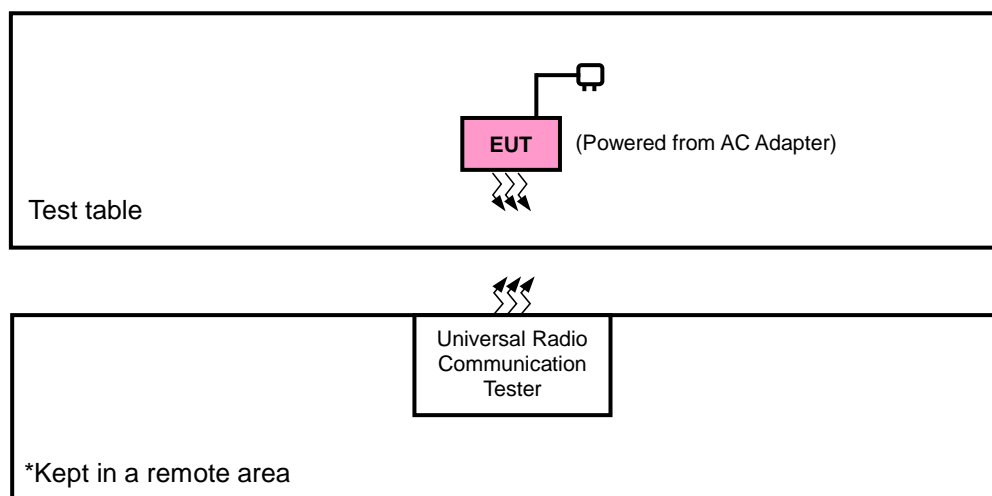 EUT
(Powered from AC Adapter)
Test table
Universal Radio
Communication
Tester
*Kept in a remote area